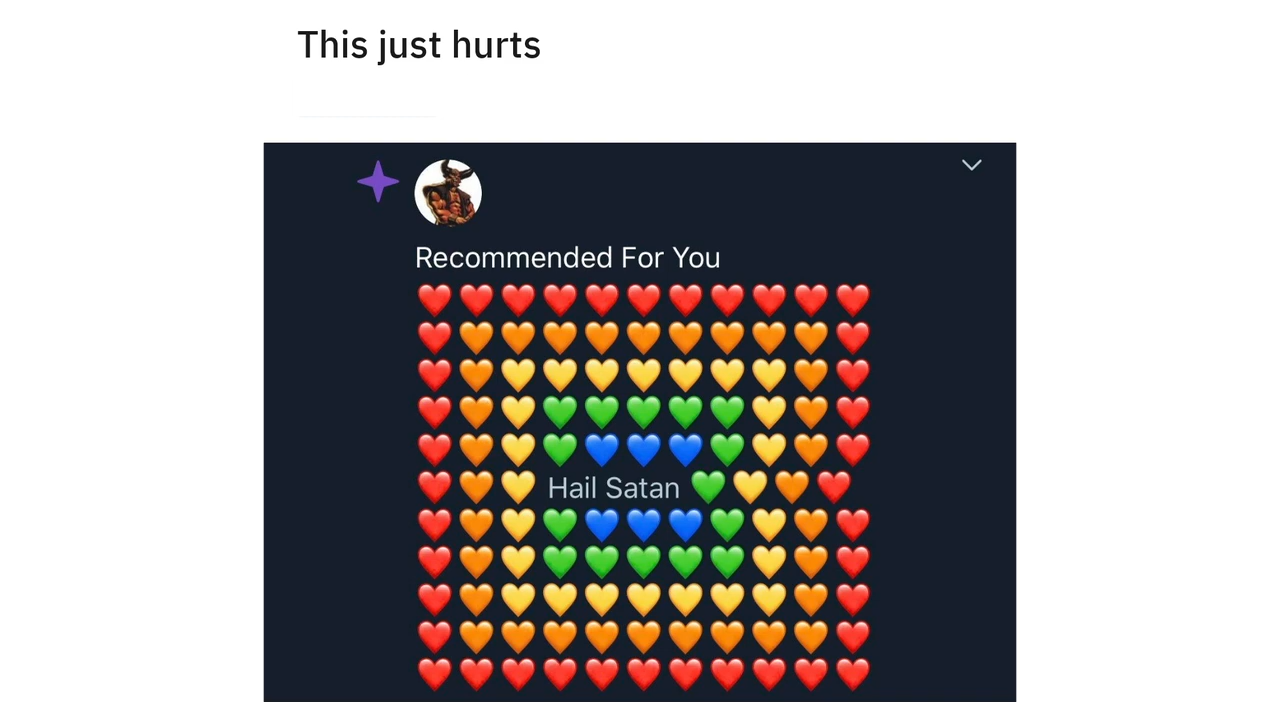 This just hurts
Recommended For You
❤️🧡💛 Hail Satan 💚💛🧡❤️